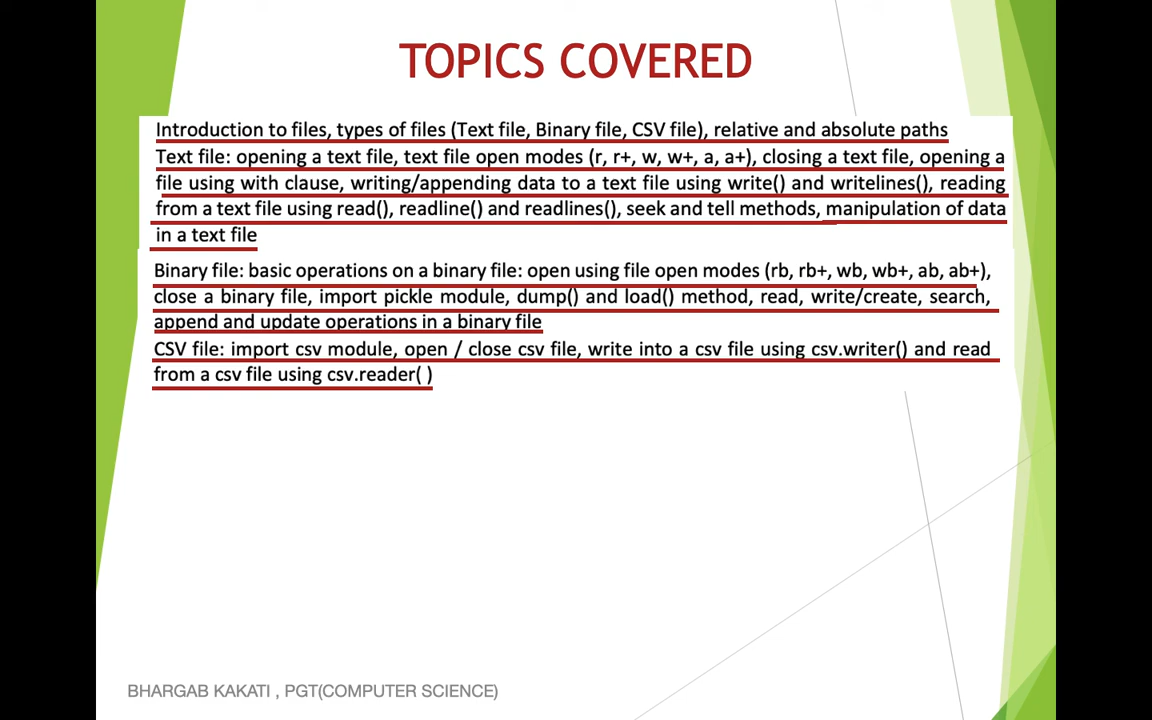 TOPICS COVERED
Introduction to files, types of files (Text file, Binary file, CSV file), relative and absolute paths
Text file: opening a text file, text file open modes (r, r+, w, w+, a, a+), closing a text file, opening a
file using with clause, writing/appending data to a text file using write() and writelines(), reading
from a text file using read(), readline() and readlines(), seek and tell methods, manipulation of data
in a text file
Binary file: basic operations on a binary file: open using file open modes (rb, rb+, wb, wb+, ab, ab+),
close a binary file, import pickle module, dump() and load() method, read, write/create, search,
append and update operations in a binary file
CSV file: import csv module, open / close csv file, write into a csv file using csv.writer() and read
from a csv file using csv.reader( )
BHARGAB KAKATI , PGT(COMPUTER SCIENCE)